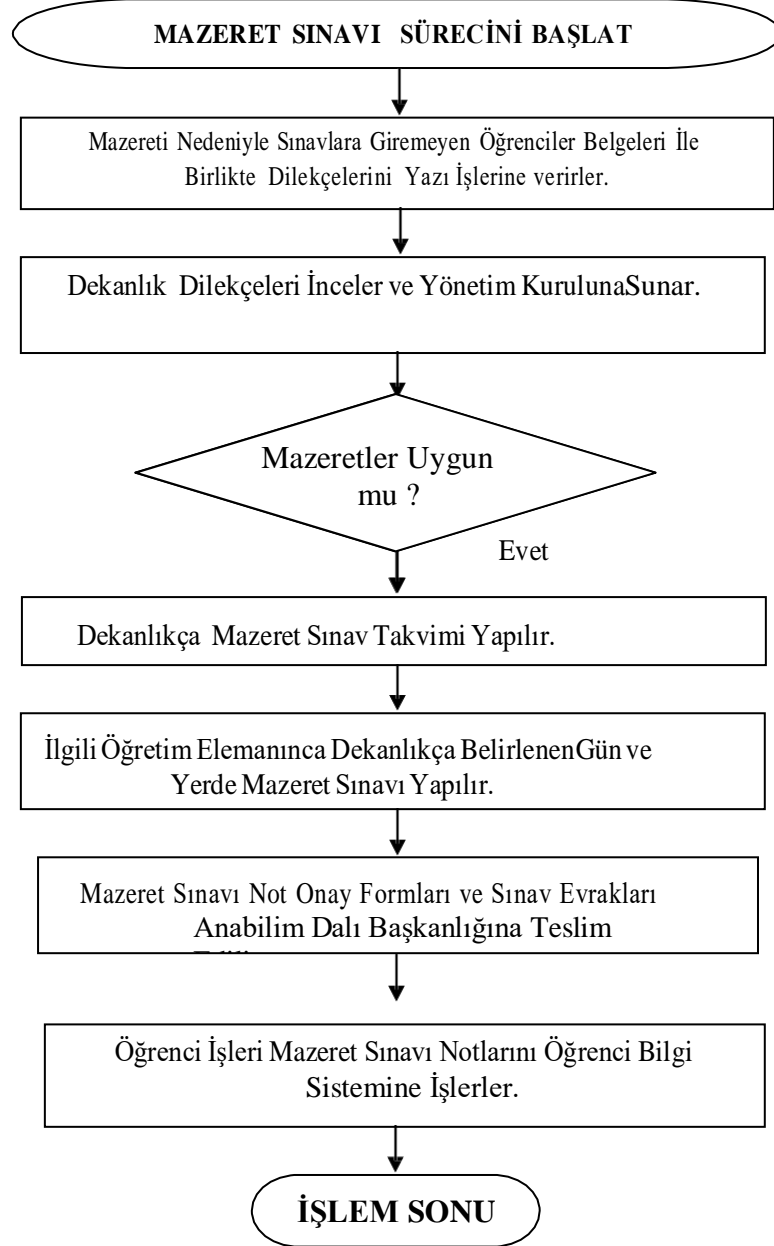 MAZERET SINAVI SÜRECİNİ BAŞLAT
Mazereti Nedeniyle Sınavlara Giremeyen Öğrenciler Belgeleri İle
Birlikte Dilekçelerini Yazı İşlerine verirler.
Dekanlık Dilekçeleri İnceler ve Yönetim KurulunaSunar.
Mazeretler Uygun
mu ?
Evet
Dekanlıkça Mazeret Sınav Takvimi Yapılır.
İlgili Öğretim Elemanınca Dekanlıkça BelirlenenGün ve
Yerde Mazeret Sınavı Yapılır.
Mazeret Sınavı Not Onay Formları ve Sınav Evrakları
Anabilim Dalı Başkanlığına Teslim
Öğrenci İşleri Mazeret Sınavı Notlarını Öğrenci Bilgi
Sistemine İşlerler.
İŞLEM SONU